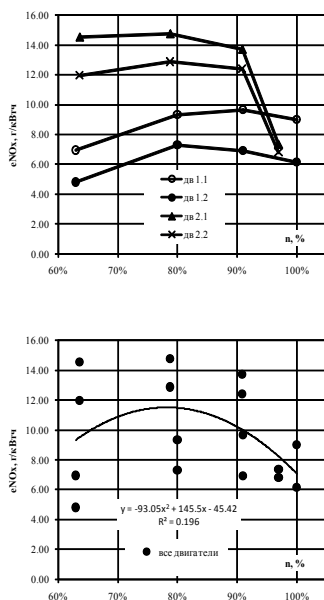 16.00
14.00
12.00
10.00
8.00
6.00
4.00
2.00
0.00
eNOx, г/кВтч
дв 1.1
дв 1.2
дв 2.1
дв 2.2
n, %
60% 70% 80% 90% 100%
16.00
14.00
12.00
10.00
8.00
6.00
4.00
2.00
0.00
eNOx, г/кВтч
y = -93.05x² + 145.5x - 45.42
R² = 0.196
все двигатели
n, %
60% 70% 80% 90% 100%